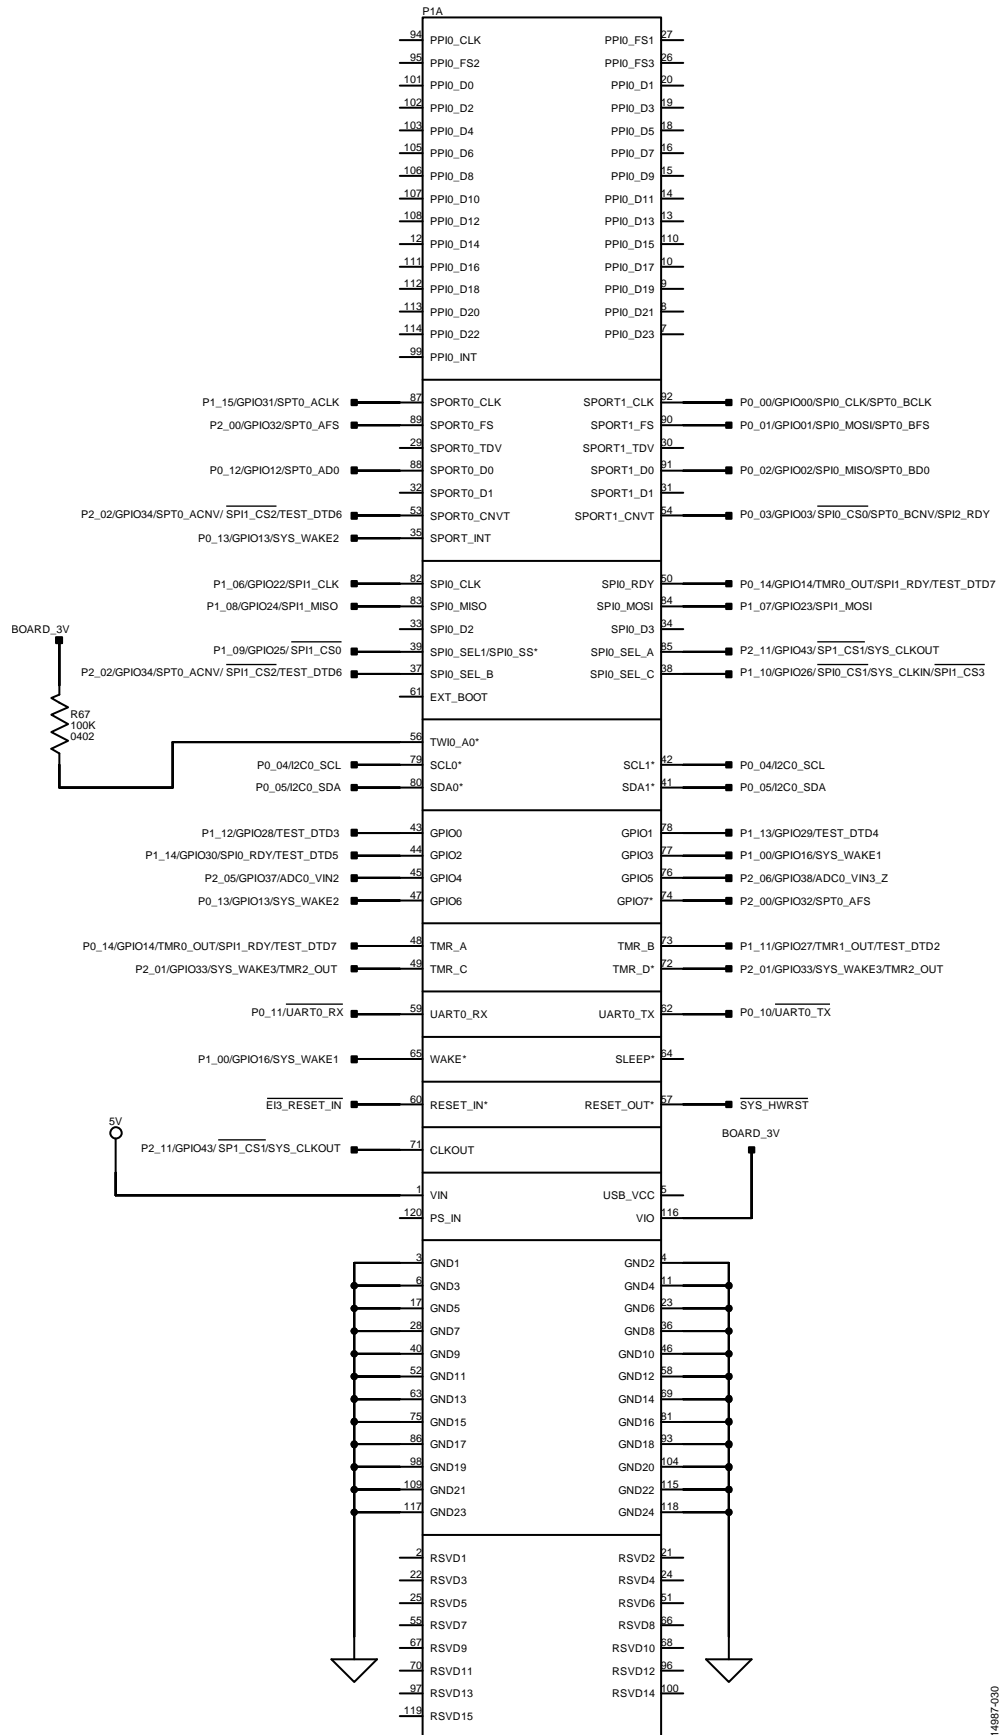 P1A
94 PPI0_CLK PPI0_FS1 27
95 PPI0_FS2 PPI0_FS3 26
101 PPI0_D0 PPI0_D1 20
102 PPI0_D2 PPI0_D3 19
103 PPI0_D4 PPI0_D5 18
105 PPI0_D6 PPI0_D7 16
106 PPI0_D8 PPI0_D9 15
107 PPI0_D10 PPI0_D11 14
108 PPI0_D12 PPI0_D13 13
12 PPI0_D14 PPI0_D15 110
111 PPI0_D16 PPI0_D17 10
112 PPI0_D18 PPI0_D19 9
113 PPI0_D20 PPI0_D21 8
114 PPI0_D22 PPI0_D23 7
99 PPI0_INT
P1_15/GPIO31/SPT0_ACLK 87 SPORT0_CLK SPORT1_CLK 92 P0_00/GPIO00/SPI0_CLK/SPT0_BCLK
P2_00/GPIO32/SPT0_AFS 89 SPORT0_FS SPORT1_FS 90 P0_01/GPIO01/SPI0_MOSI/SPT0_BFS
29 SPORT0_TDV SPORT1_TDV 30
P0_12/GPIO12/SPT0_AD0 88 SPORT0_D0 SPORT1_D0 91 P0_02/GPIO02/SPI0_MISO/SPT0_BD0
32 SPORT0_D1 SPORT1_D1 31
P2_02/GPIO34/SPT0_ACNV/ SPI1_CS2/TEST_DTD6 53 SPORT0_CNVT SPORT1_CNVT 54 P0_03/GPIO03/ SPI0_CS0/SPT0_BCNV/SPI2_RDY
P0_13/GPIO13/SYS_WAKE2 35 SPORT_INT
P1_06/GPIO22/SPI1_CLK 82 SPI0_CLK SPI0_RDY 50 P0_14/GPIO14/TMR0_OUT/SPI1_RDY/TEST_DTD7
P1_08/GPIO24/SPI1_MISO 83 SPI0_MISO SPI0_MOSI 84 P1_07/GPIO23/SPI1_MOSI
33 SPI0_D2 SPI0_D3 34
P1_09/GPIO25/ SPI1_CS0 39 SPI0_SEL1/SPI0_SS* SPI0_SEL_A 85 P2_11/GPIO43/ SP1_CS1/SYS_CLKOUT
P2_02/GPIO34/SPT0_ACNV/ SPI1_CS2/TEST_DTD6 37 SPI0_SEL_B SPI0_SEL_C 38 P1_10/GPIO26/ SPI0_CS1/SYS_CLKIN/SPI1_CS3
61 EXT_BOOT
BOARD_3V
R67
100K
0402
56 TWI0_A0*
P0_04/I2C0_SCL 79 SCL0* SCL1* 42 P0_04/I2C0_SCL
P0_05/I2C0_SDA 80 SDA0* SDA1* 41 P0_05/I2C0_SDA
P1_12/GPIO28/TEST_DTD3 43 GPIO0 GPIO1 78 P1_13/GPIO29/TEST_DTD4
P1_14/GPIO30/SPI0_RDY/TEST_DTD5 44 GPIO2 GPIO3 77 P1_00/GPIO16/SYS_WAKE1
P2_05/GPIO37/ADC0_VIN2 45 GPIO4 GPIO5 76 P2_06/GPIO38/ADC0_VIN3_Z
P0_13/GPIO13/SYS_WAKE2 47 GPIO6 GPIO7* 74 P2_00/GPIO32/SPT0_AFS
P0_14/GPIO14/TMR0_OUT/SPI1_RDY/TEST_DTD7 48 TMR_A TMR_B 73 P1_11/GPIO27/TMR1_OUT/TEST_DTD2
P2_01/GPIO33/SYS_WAKE3/TMR2_OUT 49 TMR_C TMR_D* 72 P2_01/GPIO33/SYS_WAKE3/TMR2_OUT
P0_11/UART0_RX 59 UART0_RX UART0_TX 62 P0_10/UART0_TX
P1_00/GPIO16/SYS_WAKE1 65 WAKE* SLEEP* 64
EI3_RESET_IN 60 RESET_IN* RESET_OUT* 57 SYS_HWRST
5V
P2_11/GPIO43/ SP1_CS1/SYS_CLKOUT 71 CLKOUT
BOARD_3V
1 VIN USB_VCC 5
120 PS_IN VIO 116
3 GND1 GND2 4
6 GND3 GND4 11
17 GND5 GND6 23
28 GND7 GND8 36
40 GND9 GND10 46
52 GND11 GND12 58
63 GND13 GND14 69
75 GND15 GND16 81
86 GND17 GND18 93
98 GND19 GND20 104
109 GND21 GND22 115
117 GND23 GND24 118
2 RSVD1 RSVD2 21
22 RSVD3 RSVD4 24
25 RSVD5 RSVD6 51
55 RSVD7 RSVD8 66
67 RSVD9 RSVD10 68
70 RSVD11 RSVD12 96
97 RSVD13 RSVD14 100
119 RSVD15
14987-030